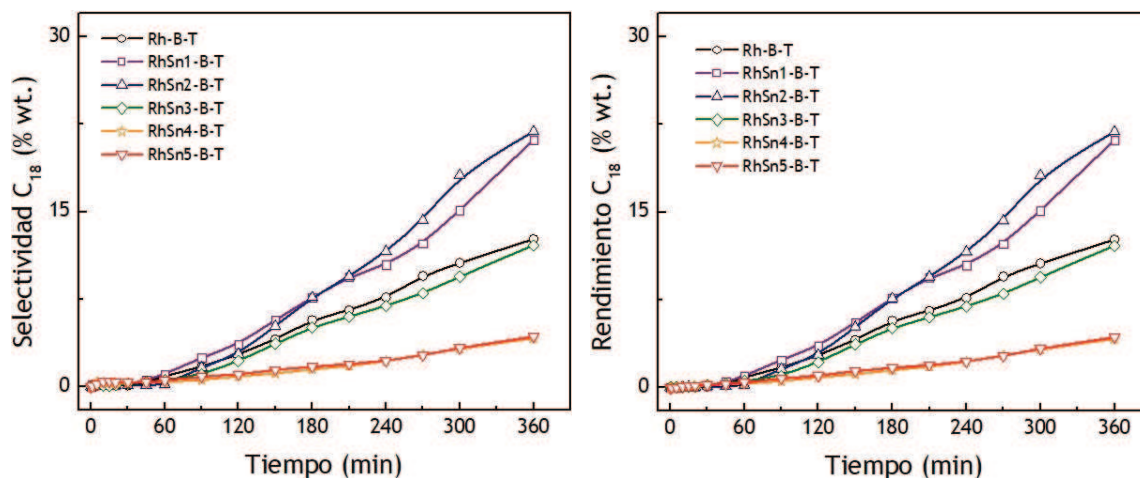 Selectividad C18 (% wt.)
30
15
0
Rh-B-T
RhSn1-B-T
RhSn2-B-T
RhSn3-B-T
RhSn4-B-T
RhSn5-B-T
0 60 120 180 240 300 360
Tiempo (min)
Rendimiento C18 (% wt.)
30
15
0
Rh-B-T
RhSn1-B-T
RhSn2-B-T
RhSn3-B-T
RhSn4-B-T
RhSn5-B-T
0 60 120 180 240 300 360
Tiempo (min)